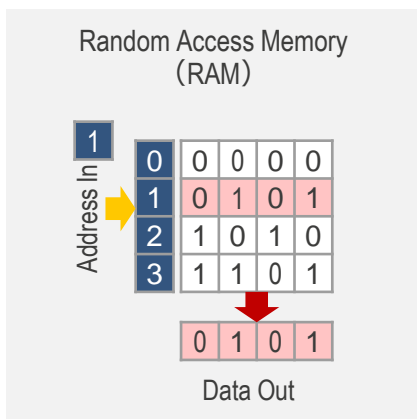 Random Access Memory
(RAM)
1
Address In
0 0 0 0 0
1 0 1 0 1
2 1 0 1 0
3 1 1 0 1
0 1 0 1
Data Out